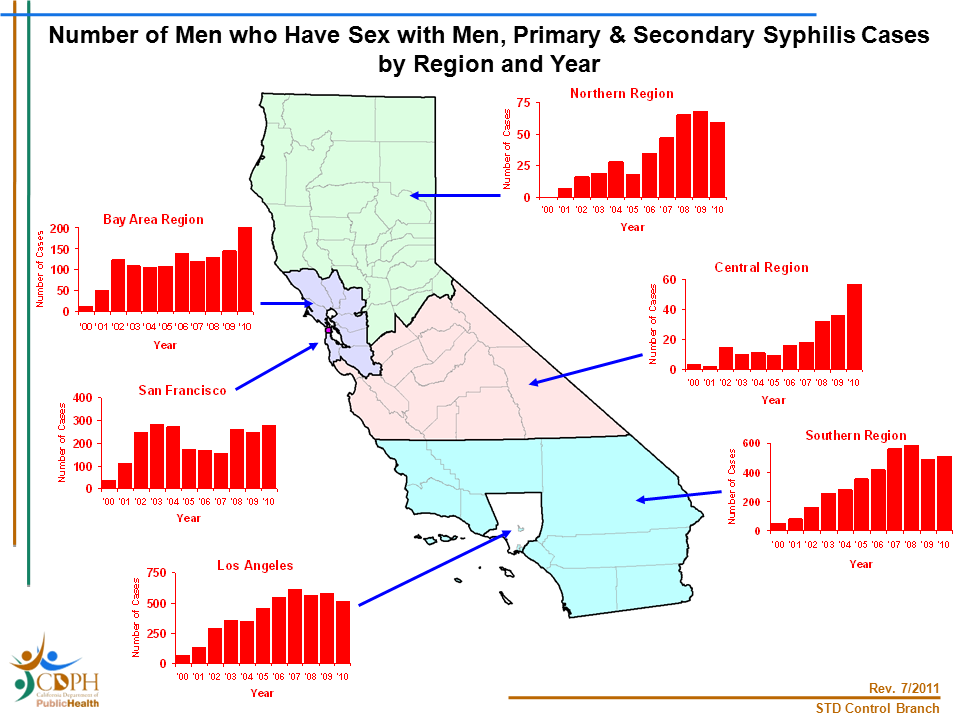 Number of Men who Have Sex with Men, Primary & Secondary Syphilis Cases
by Region and Year
Northern Region
Number of Cases
75
50
25
0
'00 '01 '02 '03 '04 '05 '06 '07 '08 '09 '10
Year
Bay Area Region
Number of Cases
200
150
100
50
0
'00 '01 '02 '03 '04 '05 '06 '07 '08 '09 '10
Year
Central Region
Number of Cases
60
40
20
0
'00 '01 '02 '03 '04 '05 '06 '07 '08 '09 '10
Year
San Francisco
Number of Cases
400
300
200
100
0
'00 '01 '02 '03 '04 '05 '06 '07 '08 '09 '10
Year
Southern Region
Number of Cases
600
400
200
0
'00 '01 '02 '03 '04 '05 '06 '07 '08 '09 '10
Year
Los Angeles
Number of Cases
750
500
250
0
'00 '01 '02 '03 '04 '05 '06 '07 '08 '09 '10
Year
CDPH
California Department of
PublicHealth
Rev. 7/2011
STD Control Branch